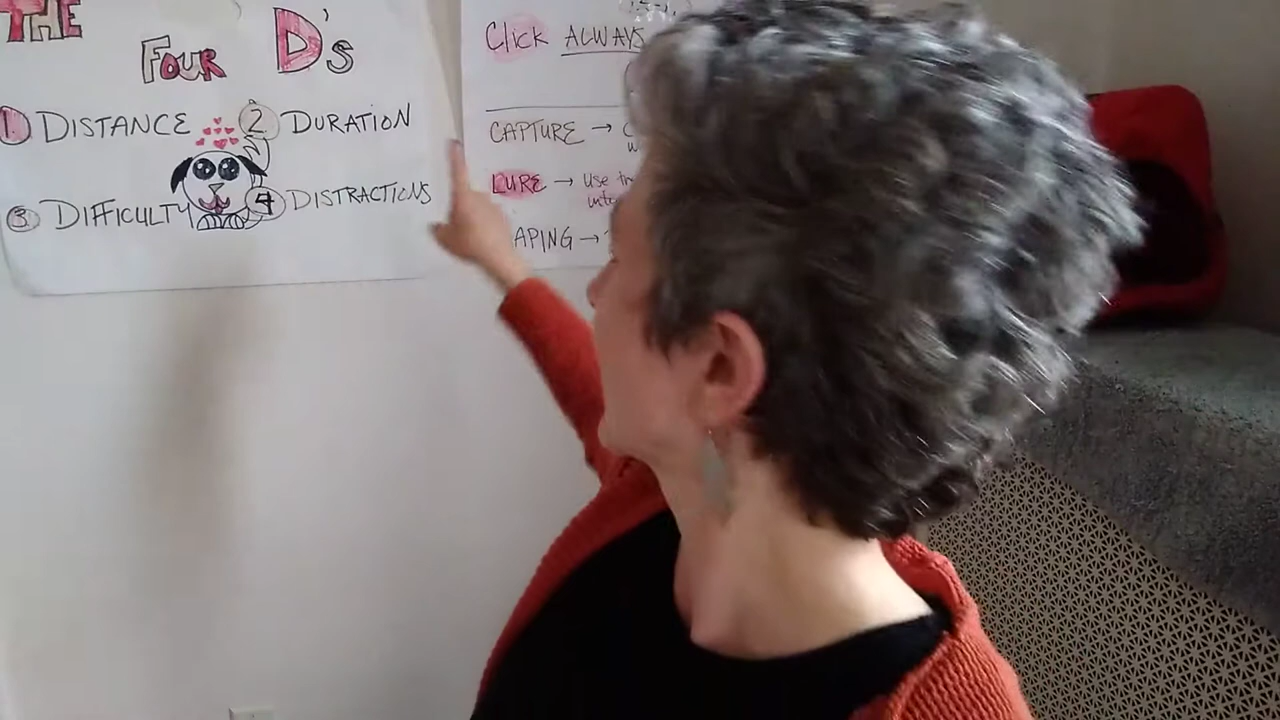 THE
FOUR D's
1 DISTANCE 2 DURATION
3 DIFFICULTY 4 DISTRACTIONS
Click ALWAYS
CAPTURE →
LURE → Use
APING →